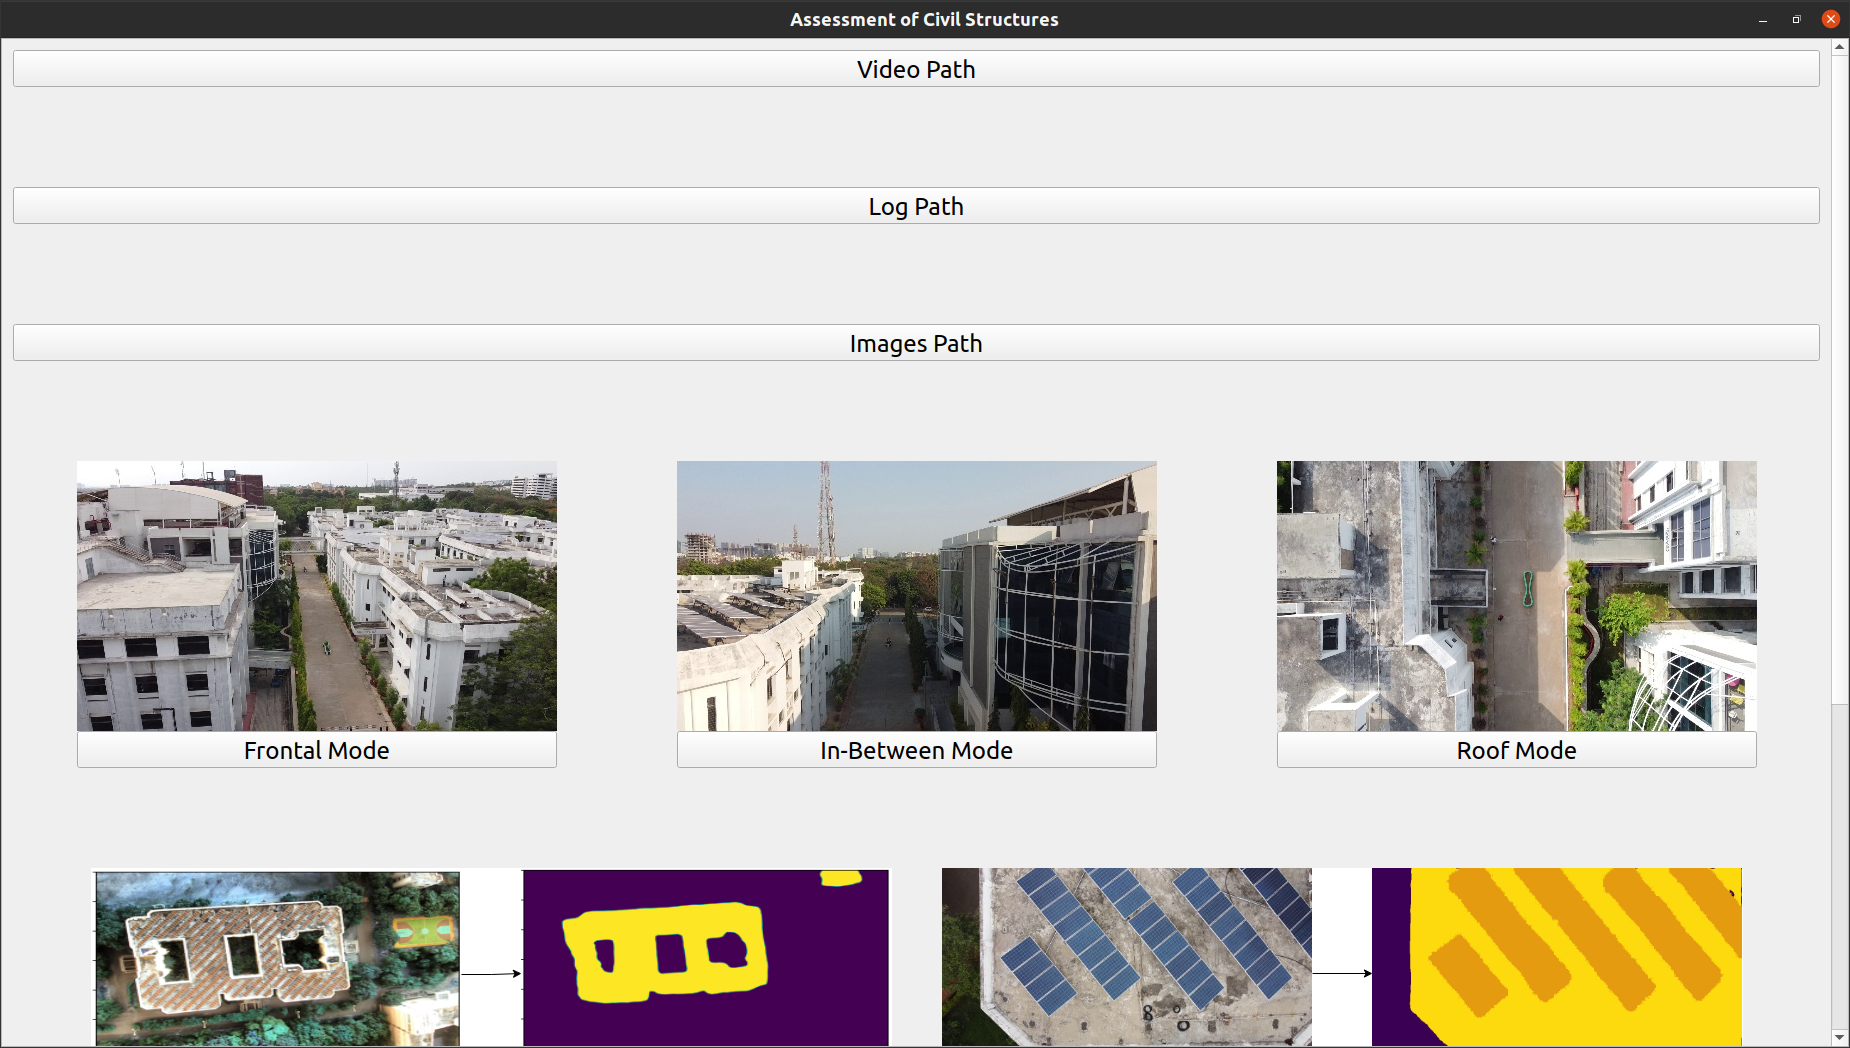 Assessment of Civil Structures
Video Path
Log Path
Images Path
Frontal Mode
In-Between Mode
Roof Mode